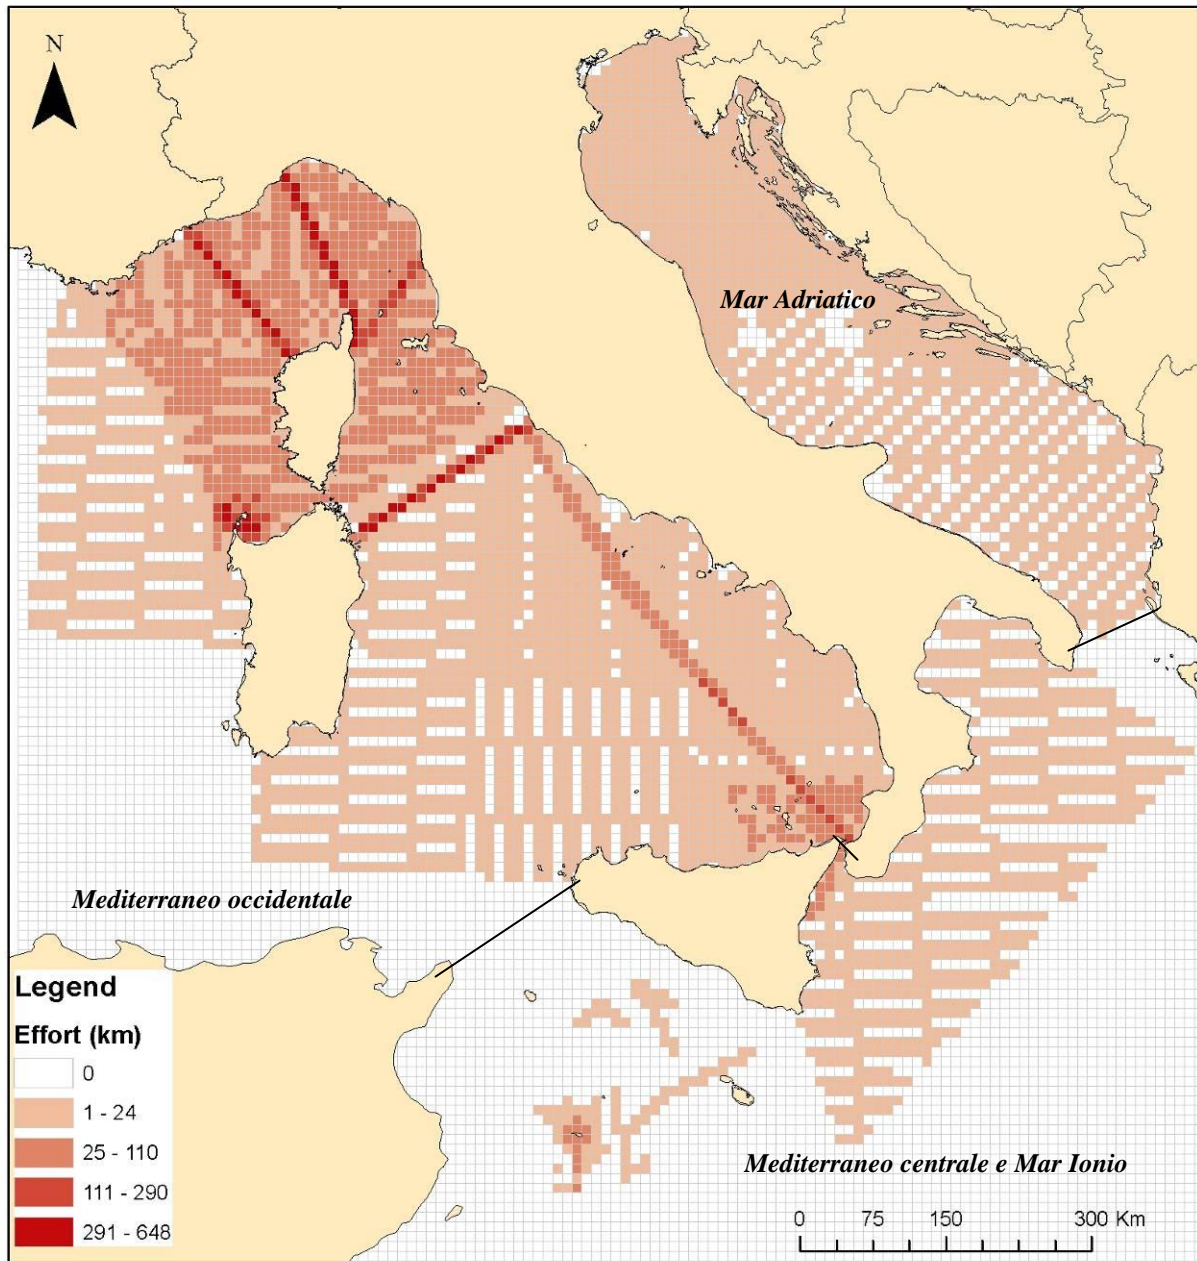 N
Mar Adriatico
Mediterraneo occidentale
Legend
Effort (km)
0
1 - 24
25 - 110
111 - 290
291 - 648
Mediterraneo centrale e Mar Ionio
0 75 150 300 Km